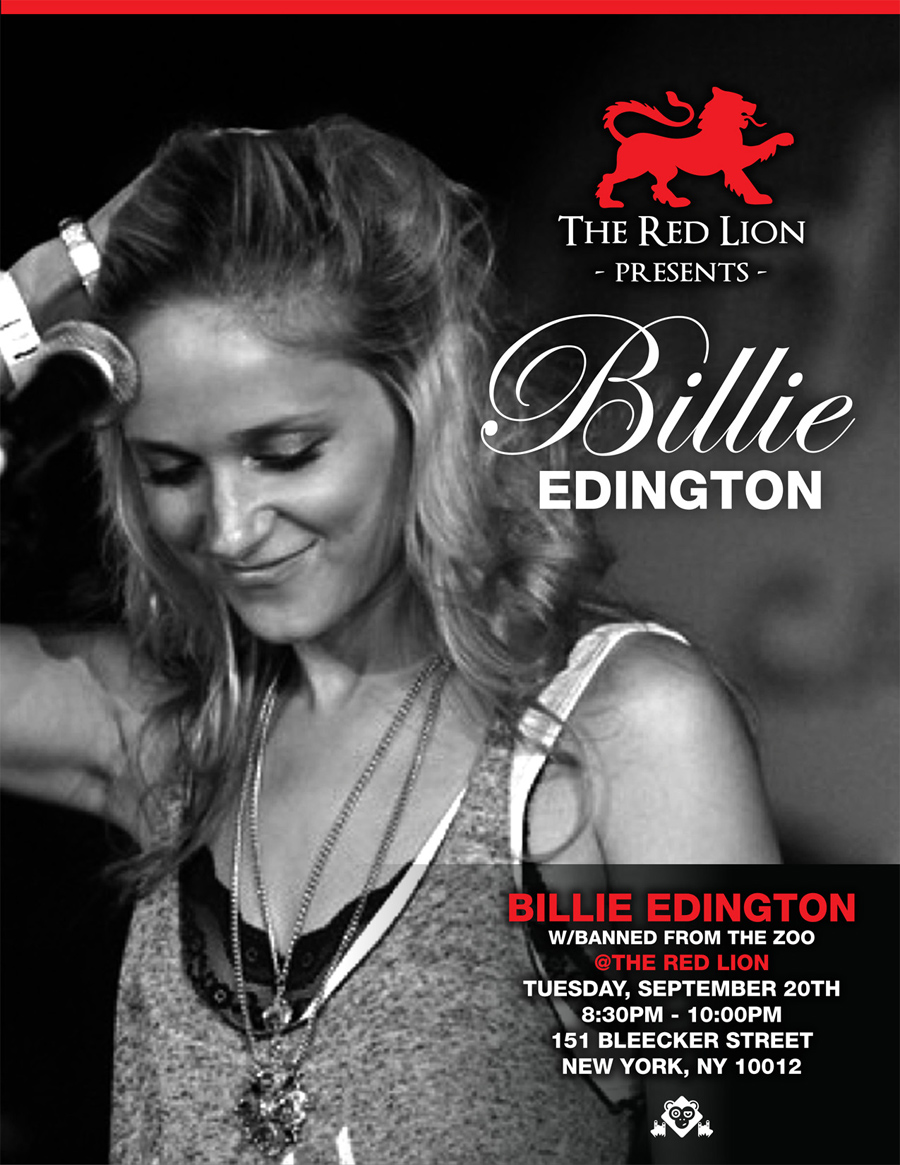 THE RED LION
- PRESENTS -
Billie
EDINGTON
BILLIE EDINGTON
W/BANNED FROM THE ZOO
@THE RED LION
TUESDAY, SEPTEMBER 20TH
8:30PM - 10:00PM
151 BLEECKER STREET
NEW YORK, NY 10012